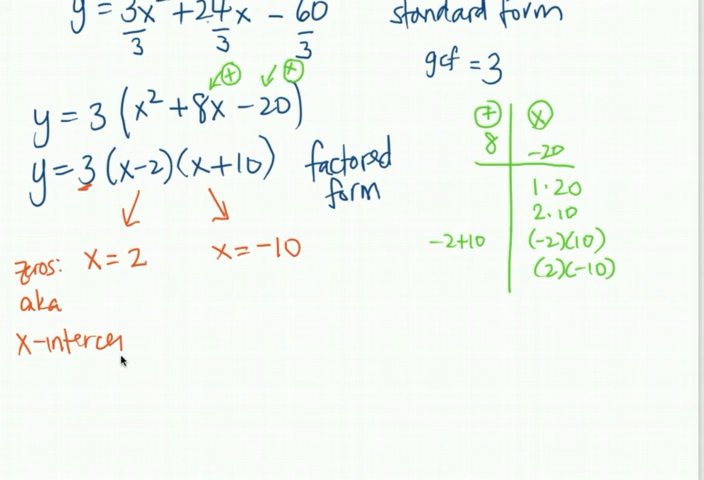 y = 3x² + 24x - 60 standard form
3 3 3
gcf = 3
y = 3 (x² + 8x - 20)
+ +
y = 3 (x-2)(x+10) factored form
zeros: x = 2 x = -10
aka
x-intercep
+ x
8 -20
1·20
2·10
-2+10 (-2)(10)
(2)(-10)